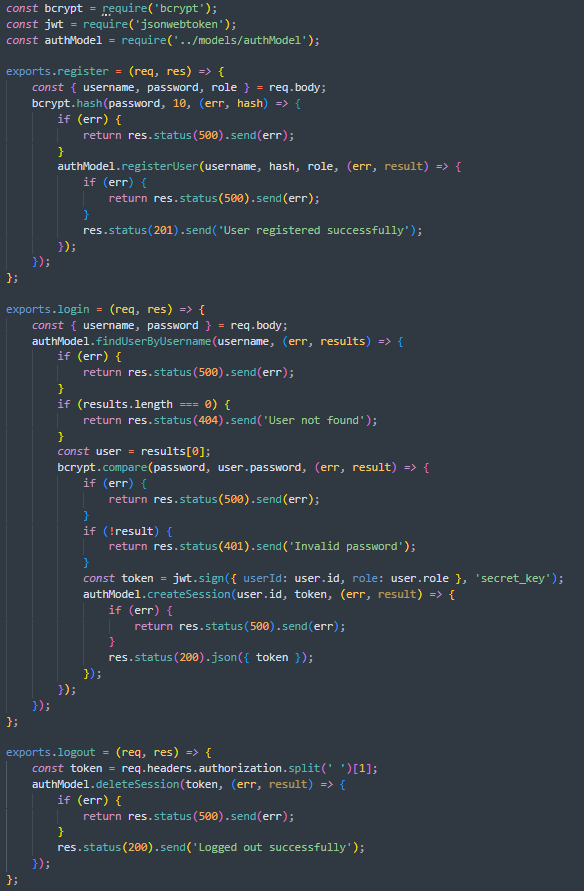 const bcrypt = require('bcrypt');
const jwt = require('jsonwebtoken');
const authModel = require('../models/authModel');

exports.register = (req, res) => {
    const { username, password, role } = req.body;
    bcrypt.hash(password, 10, (err, hash) => {
        if (err) {
            return res.status(500).send(err);
        }
        authModel.registerUser(username, hash, role, (err, result) => {
            if (err) {
                return res.status(500).send(err);
            }
            res.status(201).send('User registered successfully');
        });
    });
};

exports.login = (req, res) => {
    const { username, password } = req.body;
    authModel.findUserByUsername(username, (err, results) => {
        if (err) {
            return res.status(500).send(err);
        }
        if (results.length === 0) {
            return res.status(404).send('User not found');
        }
        const user = results[0];
        bcrypt.compare(password, user.password, (err, result) => {
            if (err) {
                return res.status(500).send(err);
            }
            if (!result) {
                return res.status(401).send('Invalid password');
            }
            const token = jwt.sign({ userId: user.id, role: user.role }, 'secret_key');
            authModel.createSession(user.id, token, (err, result) => {
                if (err) {
                    return res.status(500).send(err);
                }
                res.status(200).json({ token });
            });
        });
    });
};

exports.logout = (req, res) => {
    const token = req.headers.authorization.split(' ')[1];
    authModel.deleteSession(token, (err, result) => {
        if (err) {
            return res.status(500).send(err);
        }
        res.status(200).send('Logged out successfully');
    });
};